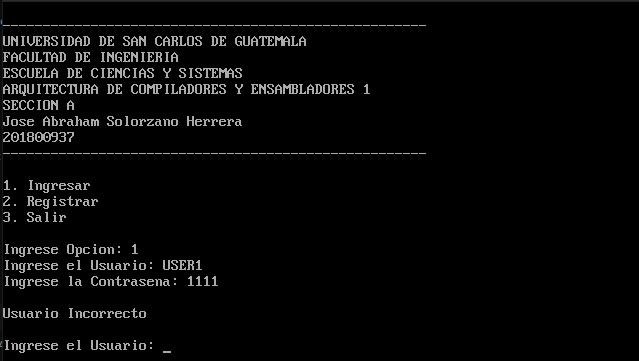 -----------------------------------------------------
UNIVERSIDAD DE SAN CARLOS DE GUATEMALA
FACULTAD DE INGENIERIA
ESCUELA DE CIENCIAS Y SISTEMAS
ARQUITECTURA DE COMPILADORES Y ENSAMBLADORES 1
SECCION A
Jose Abraham Solorzano Herrera
201800937
-----------------------------------------------------
1. Ingresar
2. Registrar
3. Salir
Ingrese Opcion: 1
Ingrese el Usuario: USER1
Ingrese la Contrasena: 1111
Usuario Incorrecto
Ingrese el Usuario: _